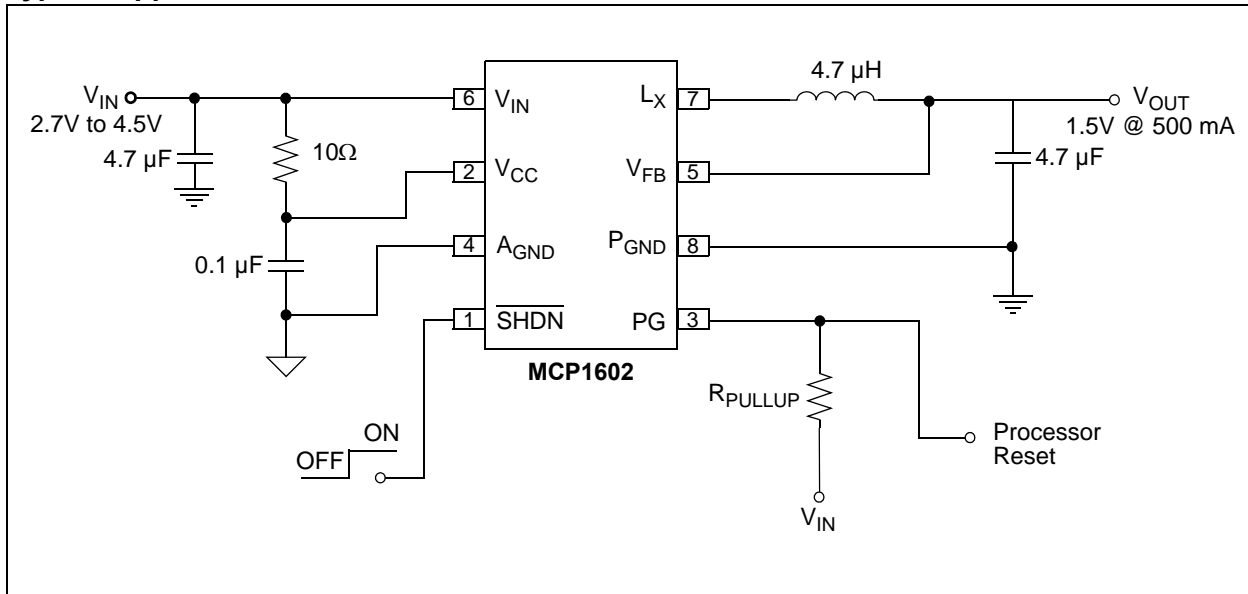 V_IN
2.7V to 4.5V
4.7 µF
10Ω
0.1 µF
6 V_IN
2 V_CC
4 A_GND
1 SHDN
L_X 7
V_FB 5
P_GND 8
PG 3
MCP1602
4.7 µH
V_OUT
1.5V @ 500 mA
4.7 µF
R_PULLUP
V_IN
Processor
Reset
ON
OFF